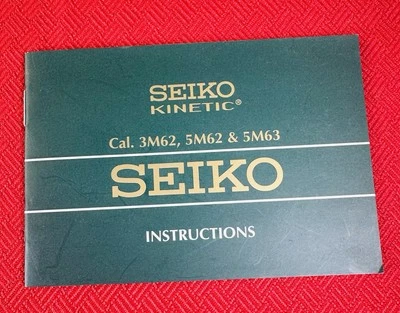 SEIKO
KINETIC®
Cal. 3M62, 5M62 & 5M63
SEIKO
INSTRUCTIONS